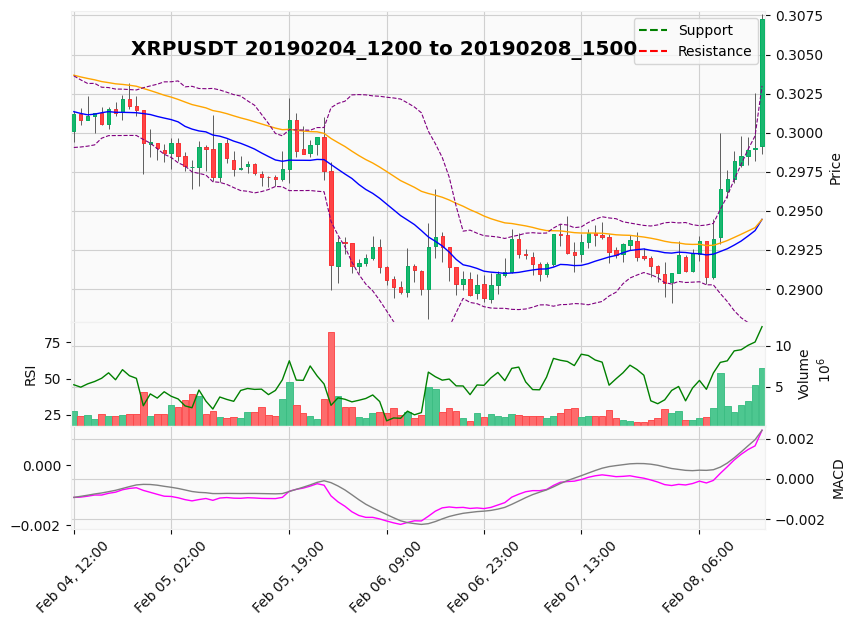 XRPUSDT 20190204_1200 to 20190208_1500
Support
Resistance
0.3075
0.3050
0.3025
0.3000
0.2975
0.2950
0.2925
0.2900
Price
75
50
25
RSI
10
5
Volume
10^6
0.000
−0.002
0.002
0.000
−0.002
MACD
Feb 04, 12:00
Feb 05, 02:00
Feb 05, 19:00
Feb 06, 09:00
Feb 06, 23:00
Feb 07, 13:00
Feb 08, 06:00